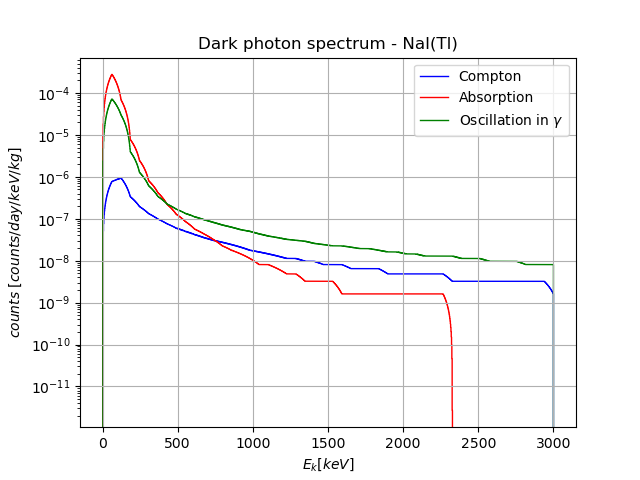 Dark photon spectrum - NaI(Tl)
Compton
Absorption
Oscillation in γ
counts [counts/day/keV/kg]
10⁻⁴
10⁻⁵
10⁻⁶
10⁻⁷
10⁻⁸
10⁻⁹
10⁻¹⁰
10⁻¹¹
0 500 1000 1500 2000 2500 3000
E_k[keV]